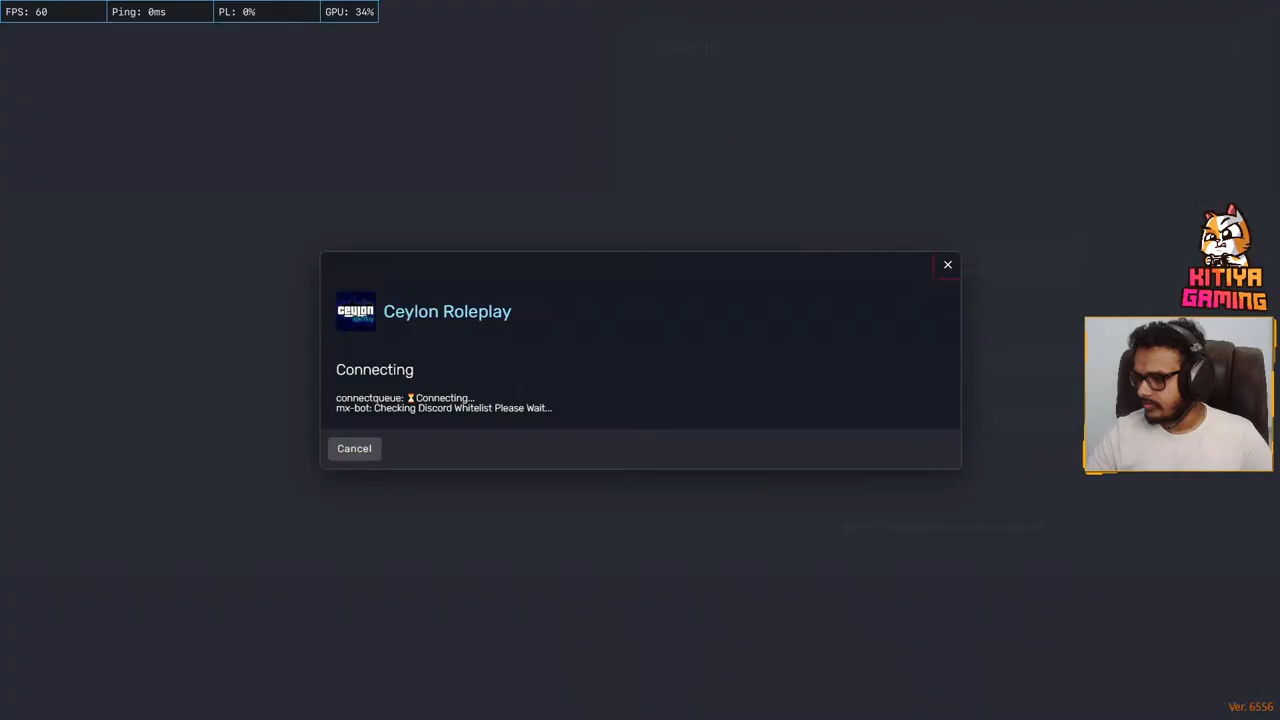 FPS: 60 Ping: 0ms PL: 0% GPU: 34%
KITIYA
GAMING
CEYLON
Ceylon Roleplay
Connecting
connectqueue: ⏳Connecting...
mx-bot: Checking Discord Whitelist Please Wait...
Cancel
Ver. 6556